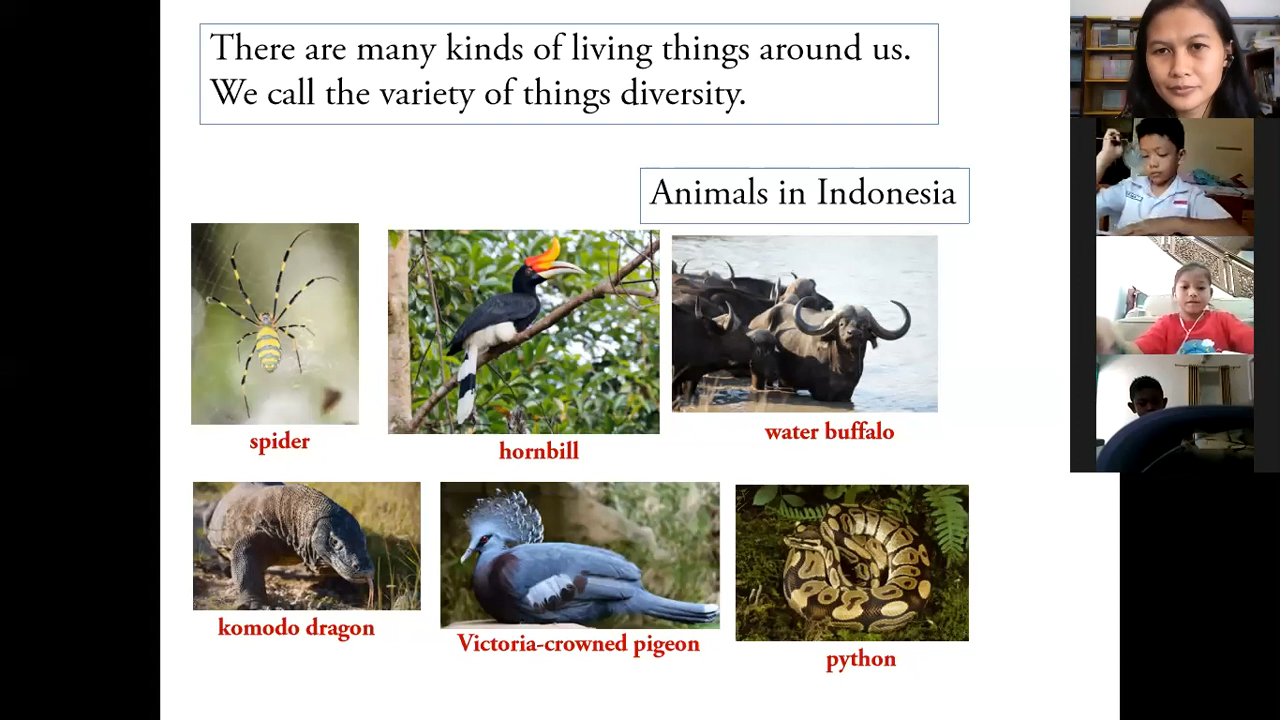 There are many kinds of living things around us.
We call the variety of things diversity.
Animals in Indonesia
spider
hornbill
water buffalo
komodo dragon
Victoria-crowned pigeon
python